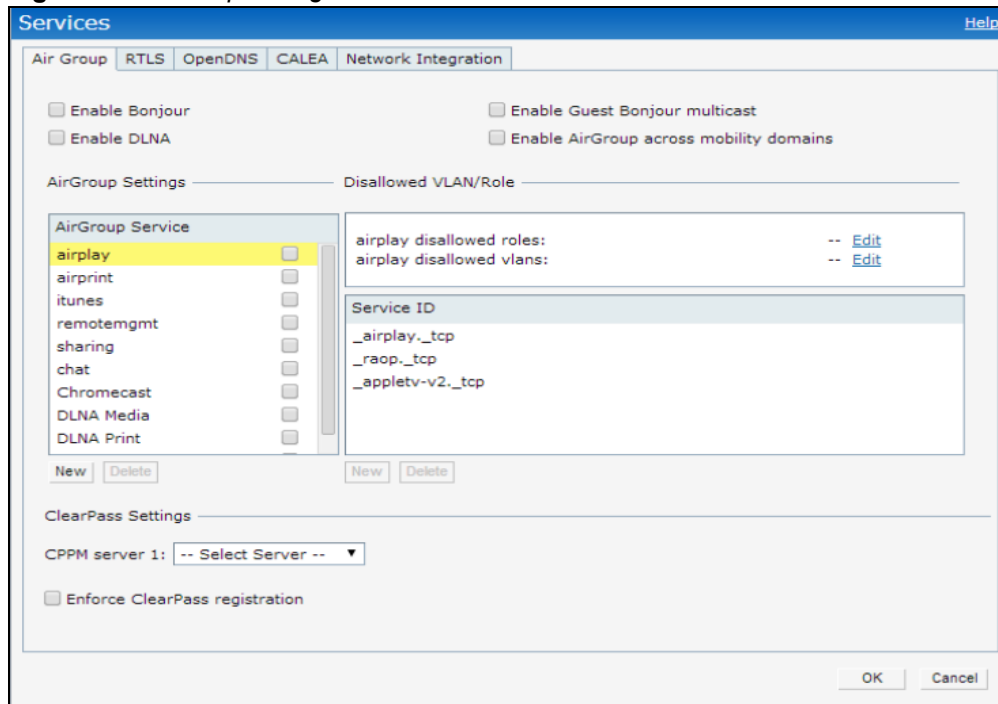 Services
Help
Air Group RTLS OpenDNS CALEA Network Integration
Enable Bonjour
Enable Guest Bonjour multicast
Enable DLNA
Enable AirGroup across mobility domains
AirGroup Settings
Disallowed VLAN/Role
AirGroup Service
airplay
airprint
itunes
remotemgmt
sharing
chat
Chromecast
DLNA Media
DLNA Print
New Delete
airplay disallowed roles: -- Edit
airplay disallowed vlans: -- Edit
Service ID
_airplay._tcp
_raop._tcp
_appletv-v2._tcp
New Delete
ClearPass Settings
CPPM server 1: -- Select Server --
Enforce ClearPass registration
OK Cancel